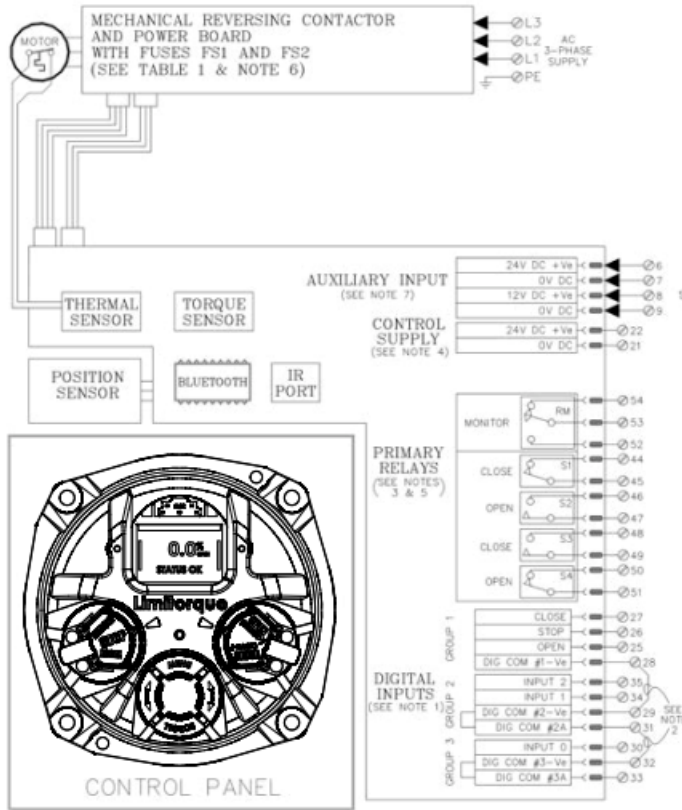 MECHANICAL REVERSING CONTACTOR
AND POWER BOARD
WITH FUSES FS1 AND FS2
(SEE TABLE 1 & NOTE 6)
MOTOR
L3
L2
L1
PE
AC
3-PHASE
SUPPLY
THERMAL
SENSOR
TORQUE
SENSOR
POSITION
SENSOR
BLUETOOTH
IR
PORT
AUXILIARY INPUT
(SEE NOTE 7)
24V DC +Ve 6
0V DC 7
12V DC +Ve 8
0V DC 9
CONTROL
SUPPLY
(SEE NOTE 4)
24V DC +Ve 22
0V DC 21
PRIMARY
RELAYS
(SEE NOTES)
3 & 5
MONITOR RM
54
53
52
CLOSE S1
44
45
OPEN S2
46
47
CLOSE S3
48
49
OPEN S4
50
51
DIGITAL
INPUTS
(SEE NOTE 1)
GROUP 1
CLOSE 27
STOP 26
OPEN 25
DIG COM #1-Ve 28
GROUP 2
INPUT 2 35
INPUT 1 34
DIG COM #2-Ve 29
DIG COM #2A 31
GROUP 3
INPUT 0 30
DIG COM #3-Ve 32
DIG COM #3A 33
SEE
NOTE
2
0.0%
STATUS OK
Limitorque
CONTROL PANEL